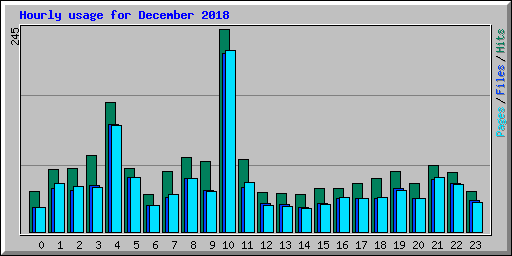 Hourly usage for December 2018
245
Pages/Files/Hits
0 1 2 3 4 5 6 7 8 9 10 11 12 13 14 15 16 17 18 19 20 21 22 23